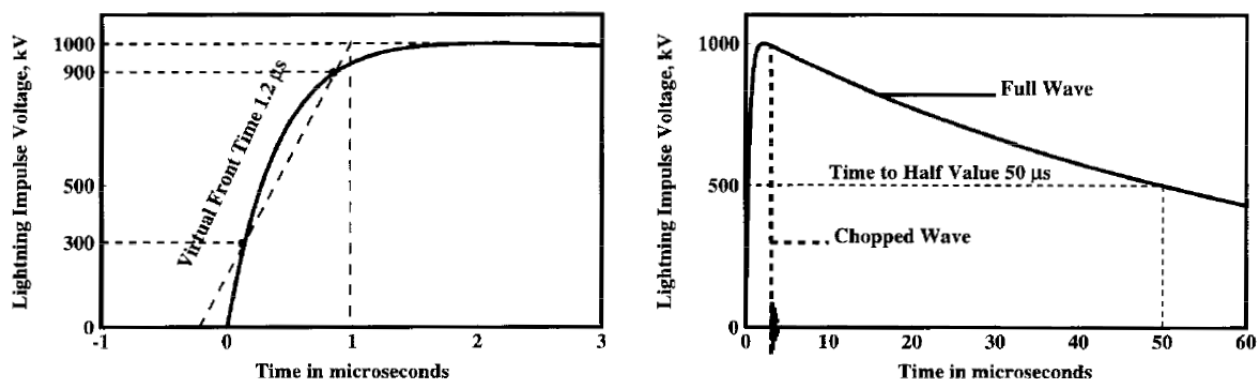 Lightning Impulse Voltage, kV
1000
900
500
300
0
Virtual Front Time 1.2 μs
-1
0
1
2
3
Time in microseconds
Lightning Impulse Voltage, kV
1000
500
0
Full Wave
Time to Half Value 50 μs
Chopped Wave
0
10
20
30
40
50
60
Time in microseconds